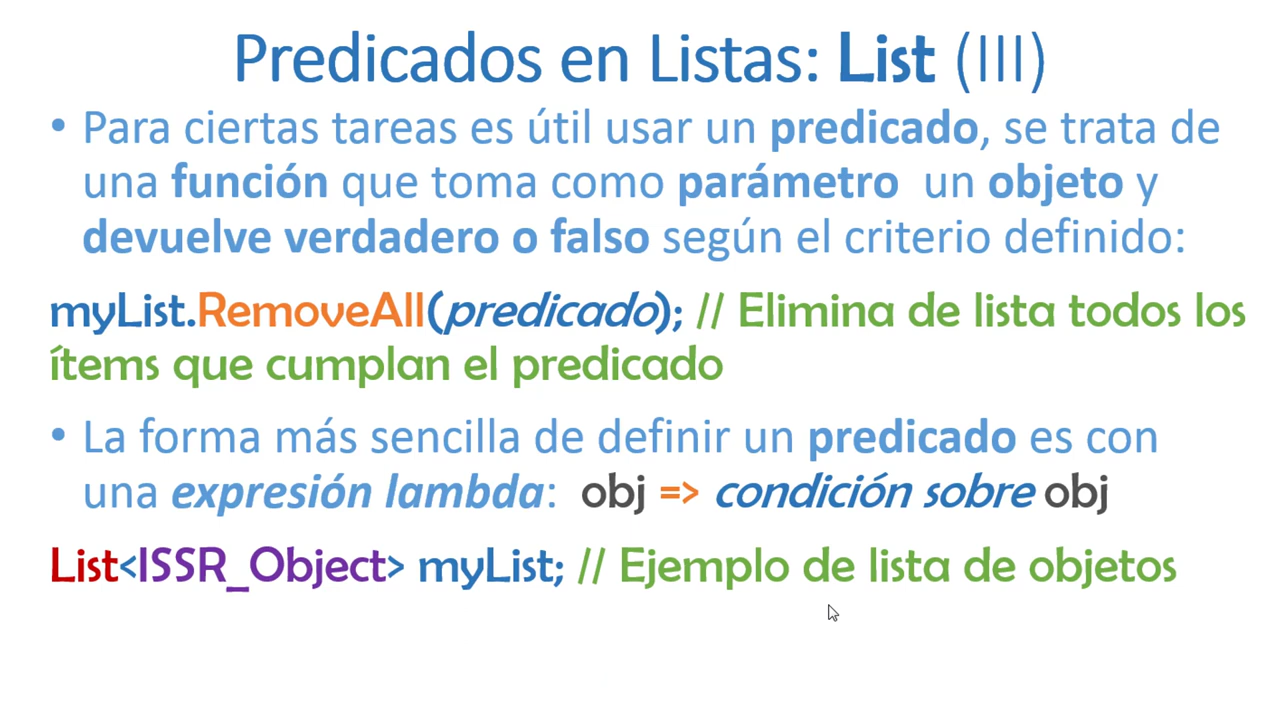 Predicados en Listas: List (III)
• Para ciertas tareas es útil usar un predicado, se trata de
una función que toma como parámetro un objeto y
devuelve verdadero o falso según el criterio definido:
myList.RemoveAll(predicado); // Elimina de lista todos los
ítems que cumplan el predicado
• La forma más sencilla de definir un predicado es con
una expresión lambda: obj => condición sobre obj
List<ISSR_Object> myList; // Ejemplo de lista de objetos